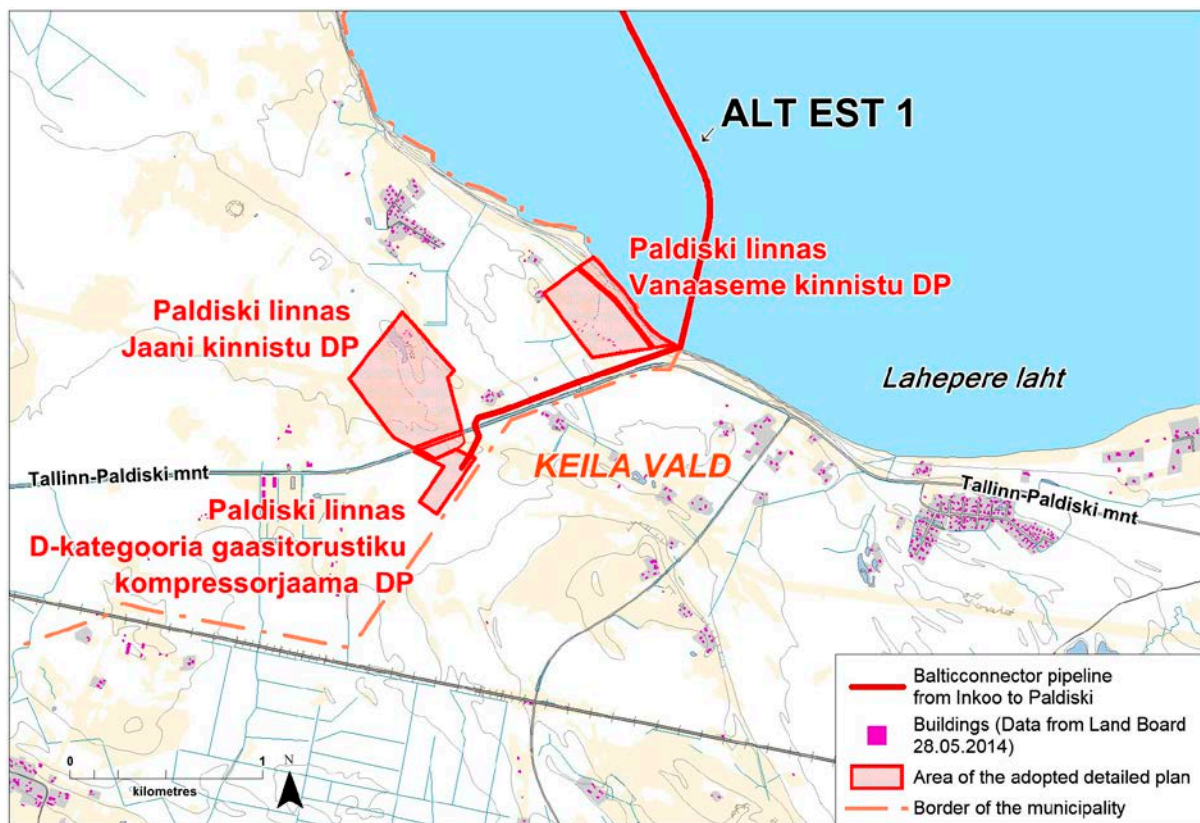 ALT EST 1
Paldiski linnas
Vanaaseme kinnistu DP
Paldiski linnas
Jaani kinnistu DP
Lahepere laht
KEILA VALD
Tallinn-Paldiski mnt
Tallinn-Paldiski mnt
Paldiski linnas
D-kategooria gaasitorustiku
kompressorjaama DP
Balticconnector pipeline
from Inkoo to Paldiski
Buildings (Data from Land Board
28.05.2014)
Area of the adopted detailed plan
Border of the municipality
0 1
kilometres
N